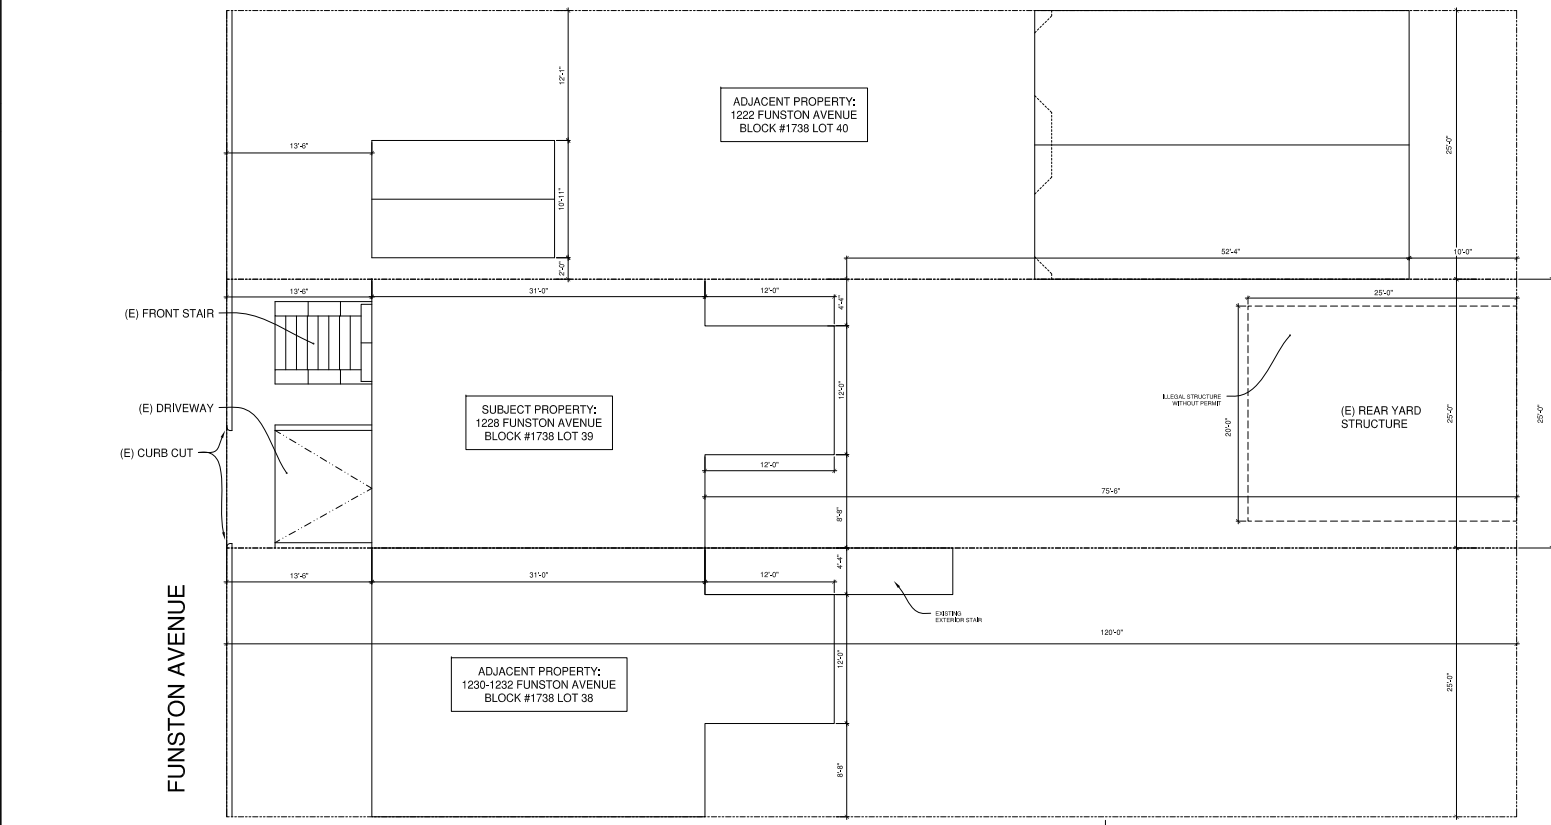 12'-1"
ADJACENT PROPERTY:
1222 FUNSTON AVENUE
BLOCK #1738 LOT 40
13'-6"
25'-0"
10'-11"
2'-0"
52'-4"
10'-0"
13'-6"
31'-0"
12'-0"
4'-4"
25'-0"
(E) FRONT STAIR
(E) DRIVEWAY
(E) CURB CUT
SUBJECT PROPERTY:
1228 FUNSTON AVENUE
BLOCK #1738 LOT 39
12'-0"
12'-0"
8'-8"
ILLEGAL STRUCTURE
WITHOUT PERMIT
20'-0"
(E) REAR YARD
STRUCTURE
25'-0"
25'-0"
75'-6"
13'-6"
31'-0"
12'-0"
4'-4"
EXISTING
EXTERIOR STAIR
120'-0"
FUNSTON AVENUE
ADJACENT PROPERTY:
1230-1232 FUNSTON AVENUE
BLOCK #1738 LOT 38
12'-0"
25'-0"
8'-8"